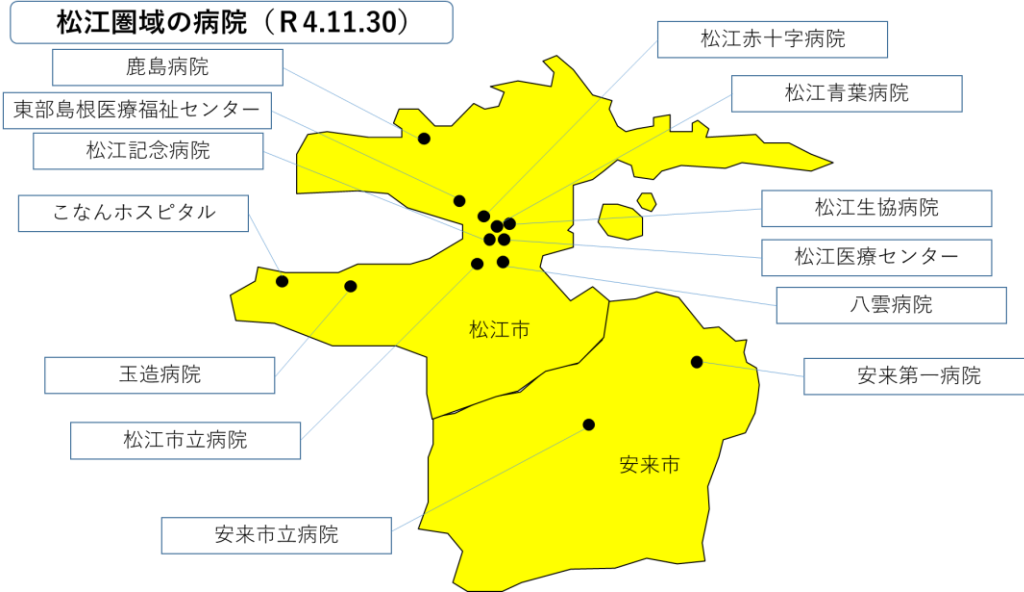 松江圏域の病院（Ｒ4.11.30）
鹿島病院
東部島根医療福祉センター
松江記念病院
こなんホスピタル
玉造病院
松江市立病院
安来市立病院
松江赤十字病院
松江青葉病院
松江生協病院
松江医療センター
八雲病院
安来第一病院
松江市
安来市